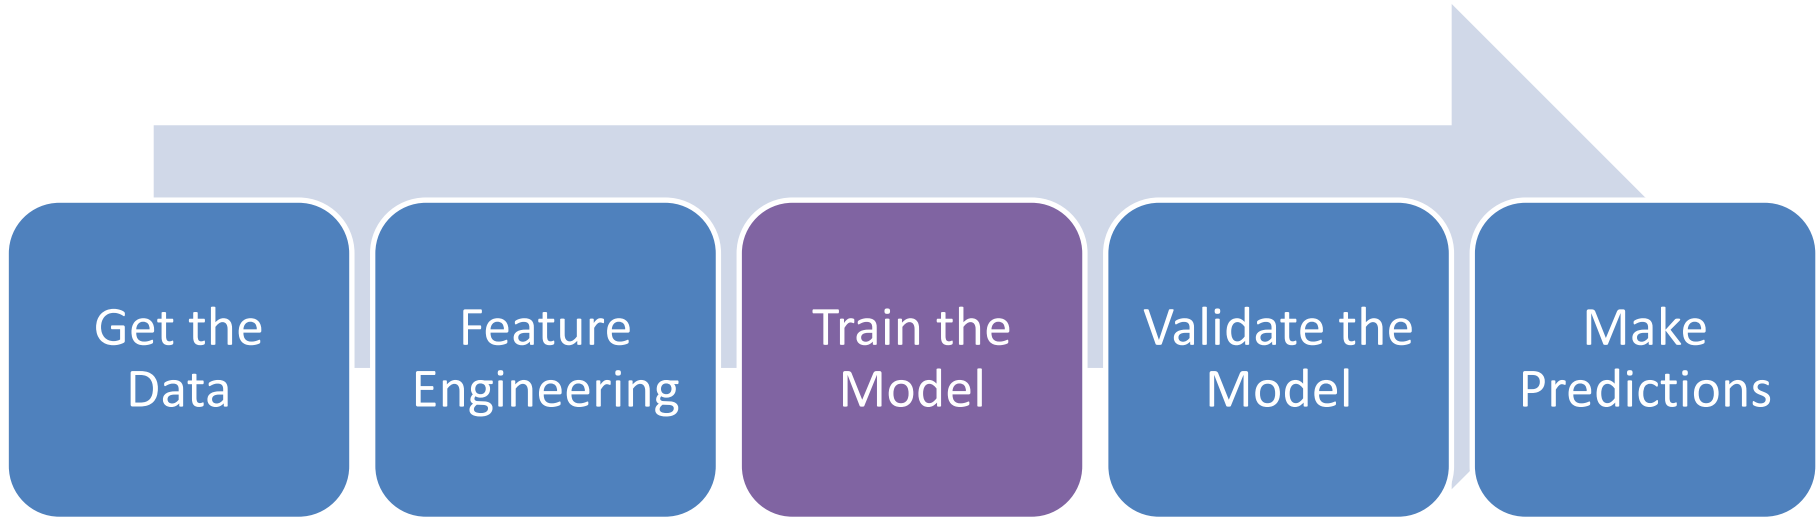 Get the
Data
Feature
Engineering
Train the
Model
Validate the
Model
Make
Predictions